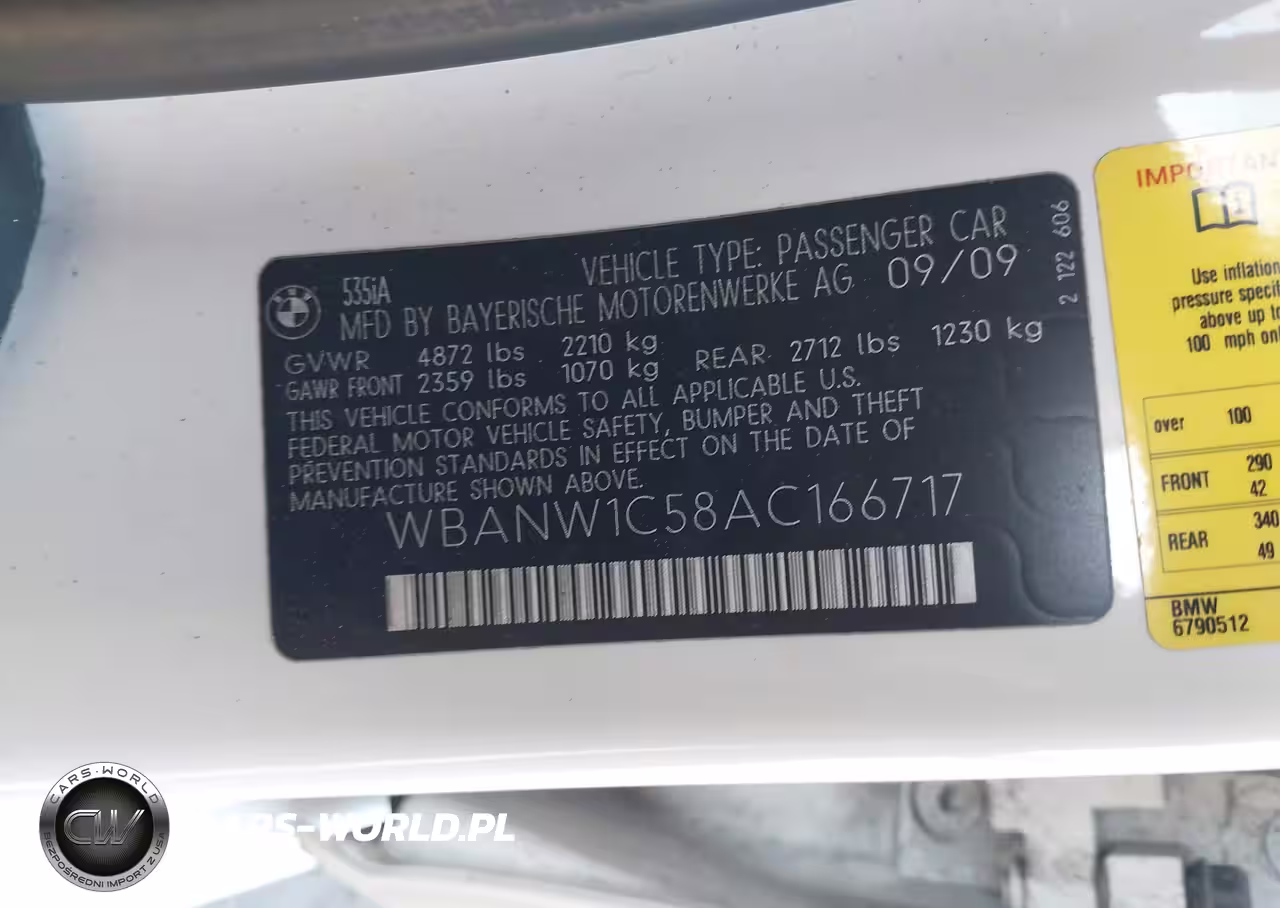 535iA
VEHICLE TYPE: PASSENGER CAR
MFD BY BAYERISCHE MOTORENWERKE AG 09/09
GVWR 4872 lbs 2210 kg
GAWR FRONT 2359 lbs 1070 kg REAR 2712 lbs 1230 kg
THIS VEHICLE CONFORMS TO ALL APPLICABLE U.S.
FEDERAL MOTOR VEHICLE SAFETY, BUMPER AND THEFT
PREVENTION STANDARDS IN EFFECT ON THE DATE OF
MANUFACTURE SHOWN ABOVE.
WBANW1C58AC166717
2 122 606
IMPORTAN
Use inflation
pressure specif
above up to
100 mph onl
over 100
FRONT 290
42
REAR 340
49
BMW
6790512
CARS-WORLD
CW
BEZPOŚREDNI IMPORT Z USA
CARS-WORLD.PL